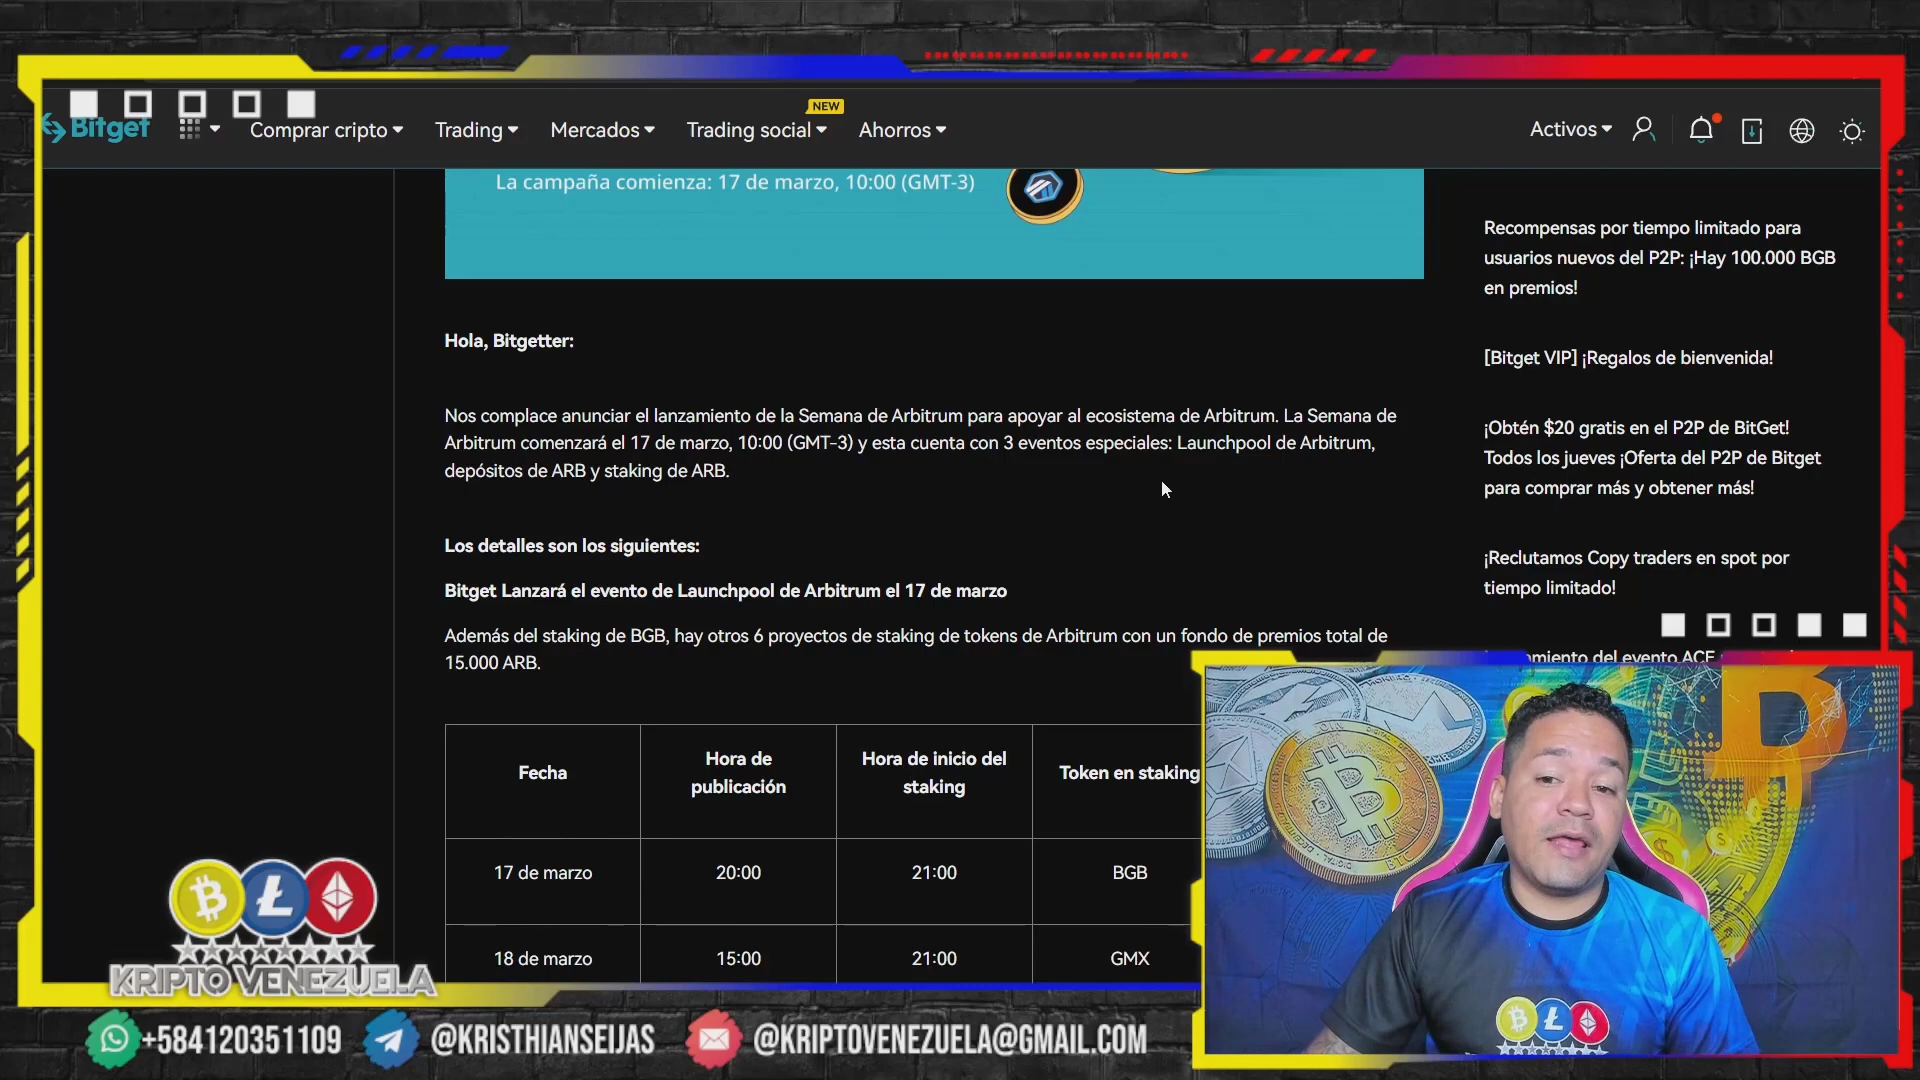 NEW
Bitget
Comprar cripto
Trading
Mercados
Trading social
Ahorros
Activos
La campaña comienza: 17 de marzo, 10:00 (GMT-3)
Hola, Bitgetter:
Nos complace anunciar el lanzamiento de la Semana de Arbitrum para apoyar al ecosistema de Arbitrum. La Semana de
Arbitrum comenzará el 17 de marzo, 10:00 (GMT-3) y esta cuenta con 3 eventos especiales: Launchpool de Arbitrum,
depósitos de ARB y staking de ARB.
Los detalles son los siguientes:
Bitget Lanzará el evento de Launchpool de Arbitrum el 17 de marzo
Además del staking de BGB, hay otros 6 proyectos de staking de tokens de Arbitrum con un fondo de premios total de
15.000 ARB.
Fecha
Hora de
publicación
Hora de inicio del
staking
Token en staking
17 de marzo
20:00
21:00
BGB
18 de marzo
15:00
21:00
GMX
Recompensas por tiempo limitado para
usuarios nuevos del P2P: ¡Hay 100.000 BGB
en premios!
[Bitget VIP] ¡Regalos de bienvenida!
¡Obtén $20 gratis en el P2P de BitGet!
Todos los jueves ¡Oferta del P2P de Bitget
para comprar más y obtener más!
¡Reclutamos Copy traders en spot por
tiempo limitado!
del evento ACE
KRIPTO VENEZUELA
+584120351109
@KRISTHIANSEIJAS
@KRIPTOVENEZUELA@GMAIL.COM